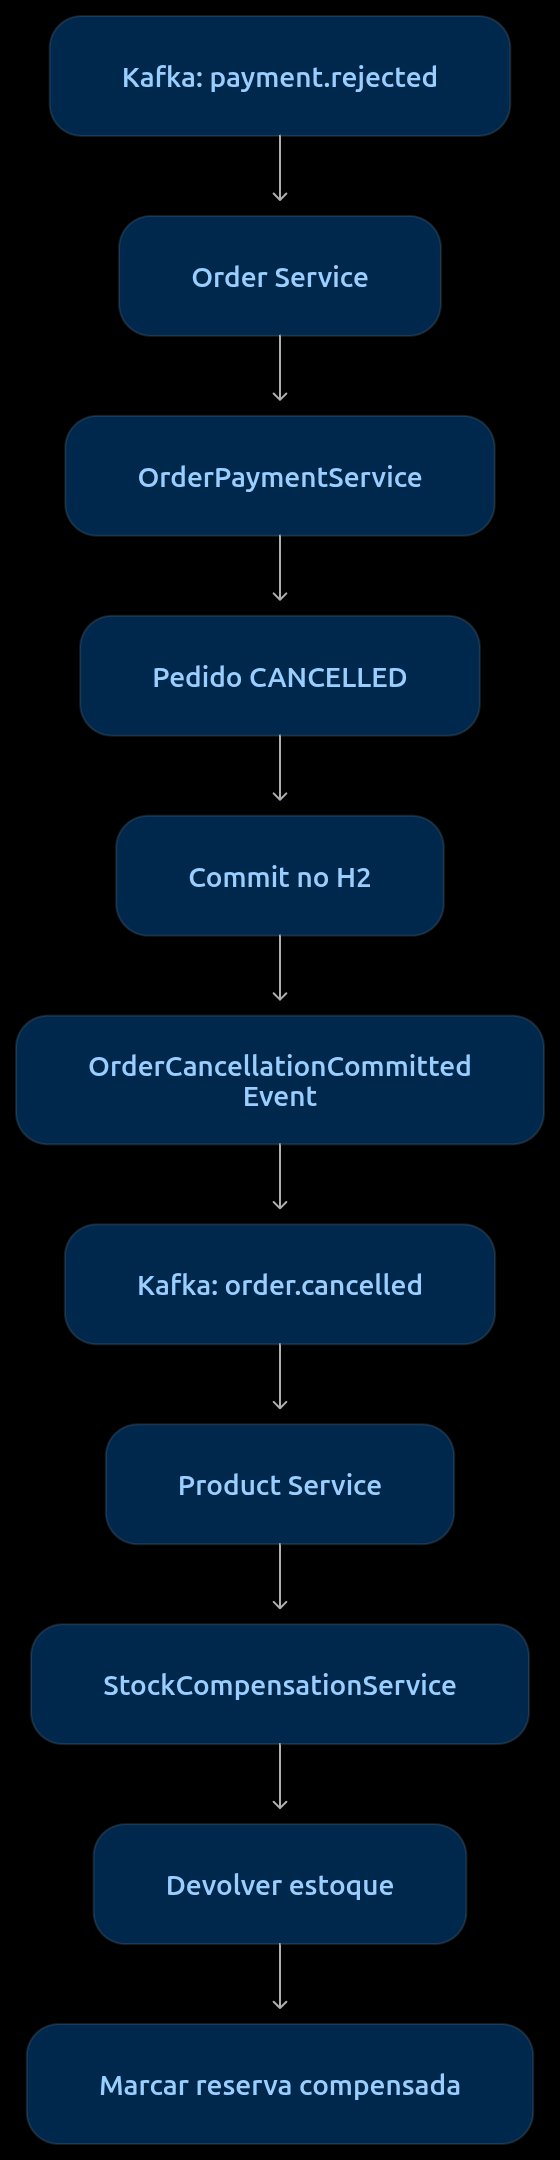 Kafka: payment.rejected
Order Service
OrderPaymentService
Pedido CANCELLED
Commit no H2
OrderCancellationCommitted
Event
Kafka: order.cancelled
Product Service
StockCompensationService
Devolver estoque
Marcar reserva compensada